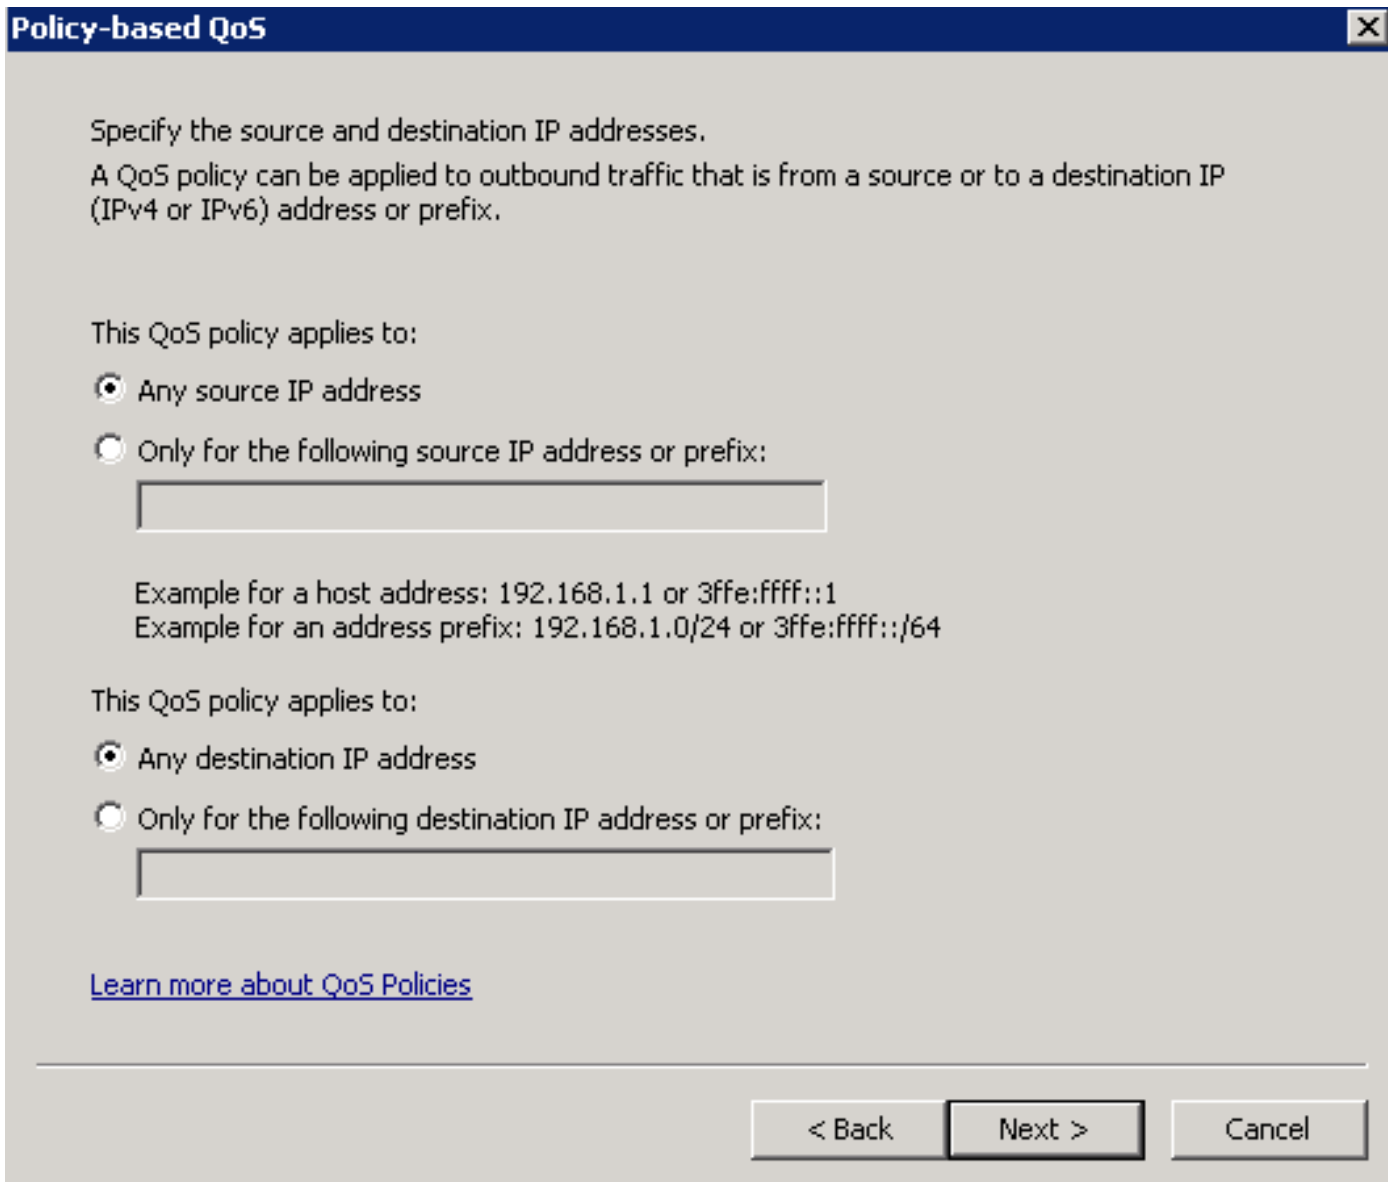 Policy-based QoS
Specify the source and destination IP addresses.
A QoS policy can be applied to outbound traffic that is from a source or to a destination IP
(IPv4 or IPv6) address or prefix.
This QoS policy applies to:
Any source IP address
Only for the following source IP address or prefix:
Example for a host address: 192.168.1.1 or 3ffe:ffff::1
Example for an address prefix: 192.168.1.0/24 or 3ffe:ffff::/64
This QoS policy applies to:
Any destination IP address
Only for the following destination IP address or prefix:
Learn more about QoS Policies
< Back Next > Cancel